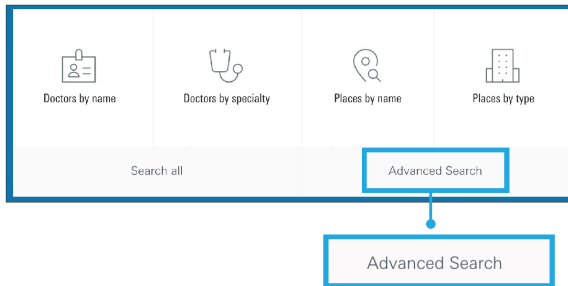 Doctors by name
Doctors by specialty
Places by name
Places by type
Search all
Advanced Search
Advanced Search